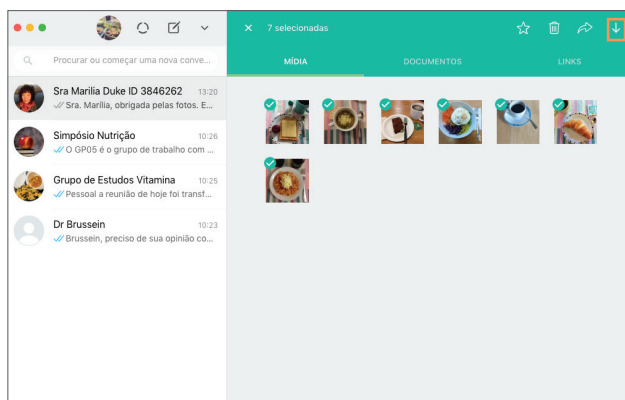 7 selecionadas
MÍDIA
DOCUMENTOS
LINKS
Procurar ou começar uma nova conve...
Sra Marilia Duke ID 3846262 13:20
Sra. Marília, obrigada pelas fotos. E...
Simpósio Nutrição 10:26
O GP05 é o grupo de trabalho com ...
Grupo de Estudos Vitamina 10:25
Pessoal a reunião de hoje foi transf...
Dr Brussein 10:23
Brussein, preciso de sua opinião co...